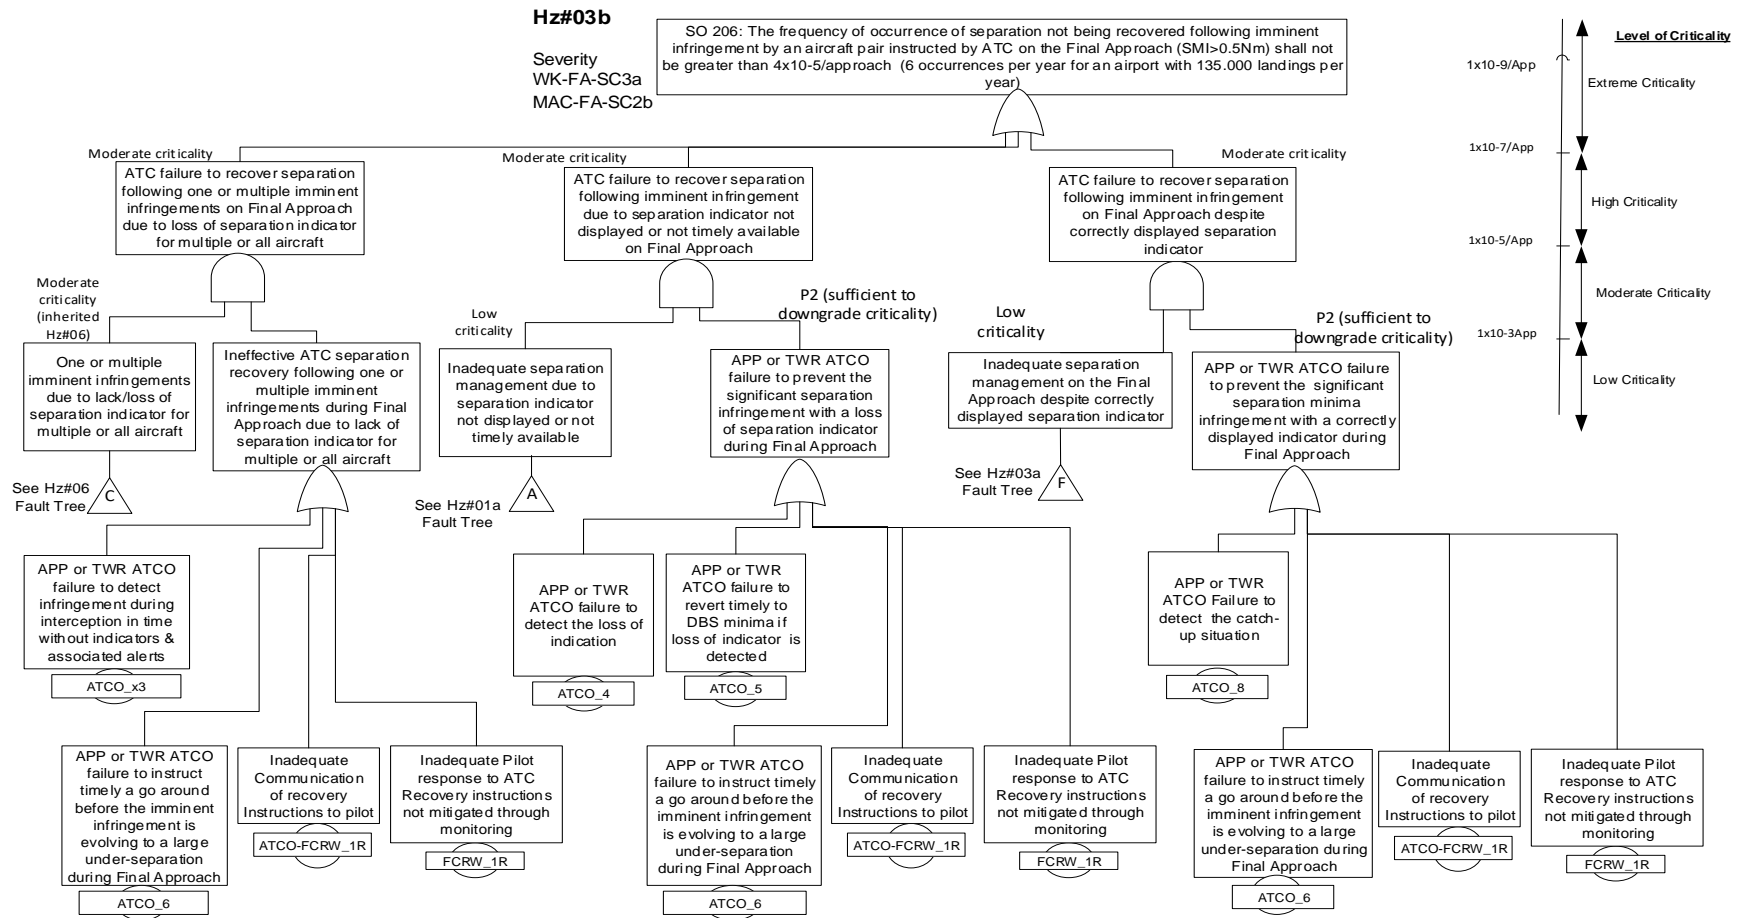 Hz#03b
Severity
WK-FA-SC3a
MAC-FA-SC2b
SO 206: The frequency of occurrence of separation not being recovered following imminent
infringement by an aircraft pair instructed by ATC on the Final Approach (SMI>0.5Nm) shall not
be greater than 4x10-5/approach (6 occurrences per year for an airport with 135.000 landings per
year)
Level of Criticality
1x10-9/App
Extreme Criticality
1x10-7/App
High Criticality
1x10-5/App
Moderate Criticality
1x10-3App
Low Criticality
Moderate criticality
ATC failure to recover separation
following one or multiple imminent
infringements on Final Approach
due to loss of separation indicator
for multiple or all aircraft
Moderate criticality
ATC failure to recover separation
following imminent infringement
due to separation indicator not
displayed or not timely available
on Final Approach
Moderate criticality
ATC failure to recover separation
following imminent infringement
on Final Approach despite
correctly displayed separation
indicator
Moderate
criticality
(inherited
Hz#06)
One or multiple
imminent infringements
due to lack/loss of
separation indicator for
multiple or all aircraft
See Hz#06
Fault Tree
C
Ineffective ATC separation
recovery following one or
multiple imminent
infringements during Final
Approach due to lack of
separation indicator for
multiple or all aircraft
Low
criticality
Inadequate separation
management due to
separation indicator
not displayed or not
timely available
See Hz#01a
Fault Tree
A
P2 (sufficient to
downgrade criticality)
APP or TWR ATCO
failure to prevent the
significant separation
infringement with a loss
of separation indicator
during Final Approach
Low
criticality
Inadequate separation
management on the Final
Approach despite correctly
displayed separation indicator
See Hz#03a
Fault Tree
F
P2 (sufficient to
downgrade criticality)
APP or TWR ATCO failure
to prevent the significant
separation minima
infringement with a correctly
displayed indicator during
Final Approach
APP or TWR ATCO
failure to detect
infringement during
interception in time
without indicators &
associated alerts
ATCO_x3
APP or TWR
ATCO failure to
detect the loss of
indication
ATCO_4
APP or TWR
ATCO failure to
revert timely to
DBS minima if
loss of indicator is
detected
ATCO_5
APP or TWR
ATCO Failure to
detect the catch-
up situation
ATCO_8
APP or TWR ATCO
failure to instruct
timely a go around
before the imminent
infringement is
evolving to a large
under-separation
during Final Approach
ATCO_6
Inadequate
Communication
of recovery
Instructions to pilot
ATCO-FCRW_1R
Inadequate Pilot
response to ATC
Recovery instructions
not mitigated through
monitoring
FCRW_1R
APP or TWR ATCO
failure to instruct timely
a go around before the
imminent infringement
is evolving to a large
under-separation
during Final Approach
ATCO_6
Inadequate
Communication
of recovery
Instructions to pilot
ATCO-FCRW_1R
Inadequate Pilot
response to ATC
Recovery instructions
not mitigated through
monitoring
FCRW_1R
APP or TWR ATCO
failure to instruct timely
a go around before the
imminent infringement
is evolving to a large
under-separation during
Final Approach
ATCO_6
Inadequate
Communication
of recovery
Instructions to pilot
ATCO-FCRW_1R
Inadequate Pilot
response to ATC
Recovery instructions
not mitigated through
monitoring
FCRW_1R